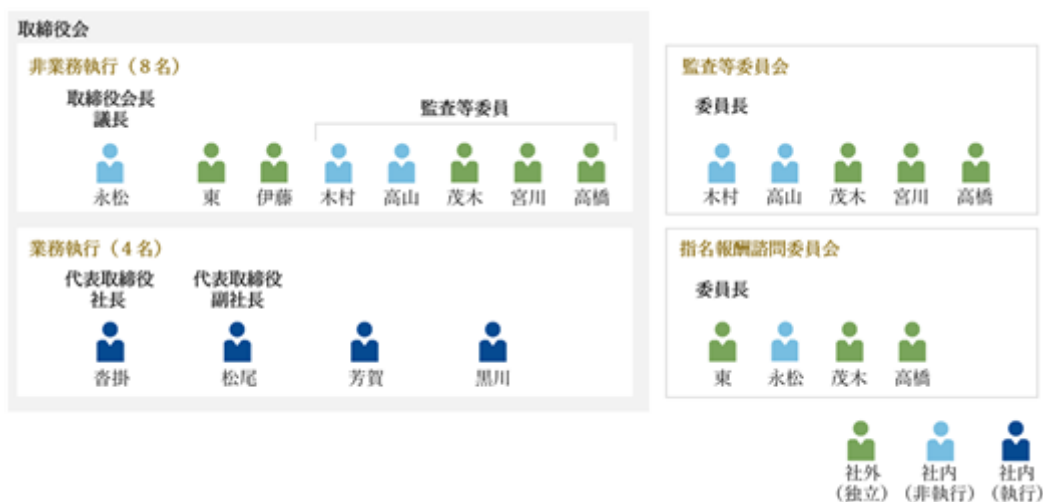 取締役会
非業務執行（8名）
取締役会長
議長
監査等委員
永松 東 伊藤 木村 高山 茂木 宮川 高橋
業務執行（4名）
代表取締役
社長
代表取締役
副社長
沓掛 松尾 芳賀 黒川
監査等委員会
委員長
木村 高山 茂木 宮川 高橋
指名報酬諮問委員会
委員長
東 永松 茂木 高橋
社外
（独立）
社内
（非執行）
社内
（執行）